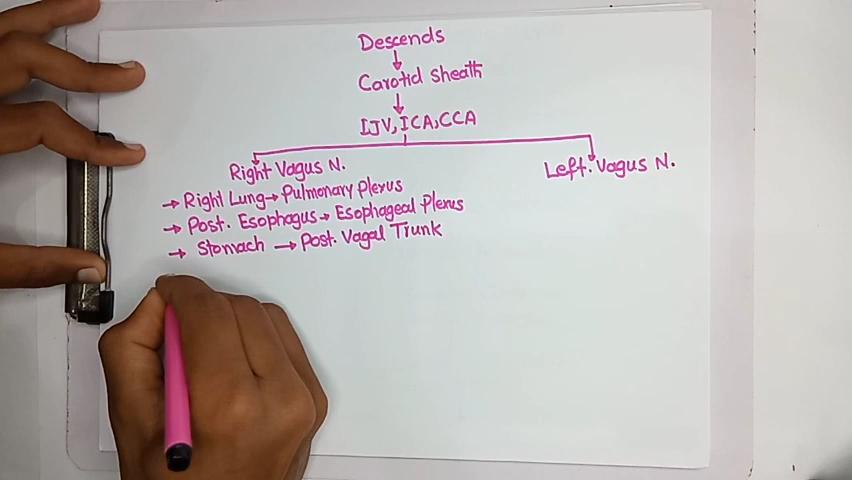 Descends
↓
Carotid Sheath
↓
IJV, ICA, CCA
Right Vagus N.
→ Right Lung → Pulmonary Plexus
→ Post. Esophagus → Esophageal Plexus
→ Stomach → Post. Vagal Trunk
Left. Vagus N.